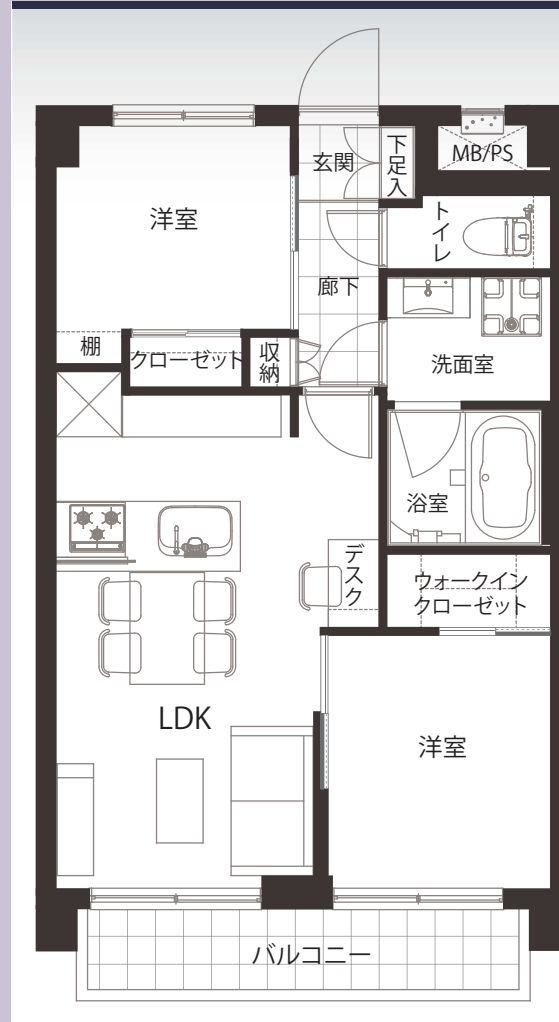 玄関
下足入
MB/PS
洋室
トイレ
廊下
棚
クローゼット
収納
洗面室
浴室
デスク
ウォークイン
クローゼット
LDK
洋室
バルコニー